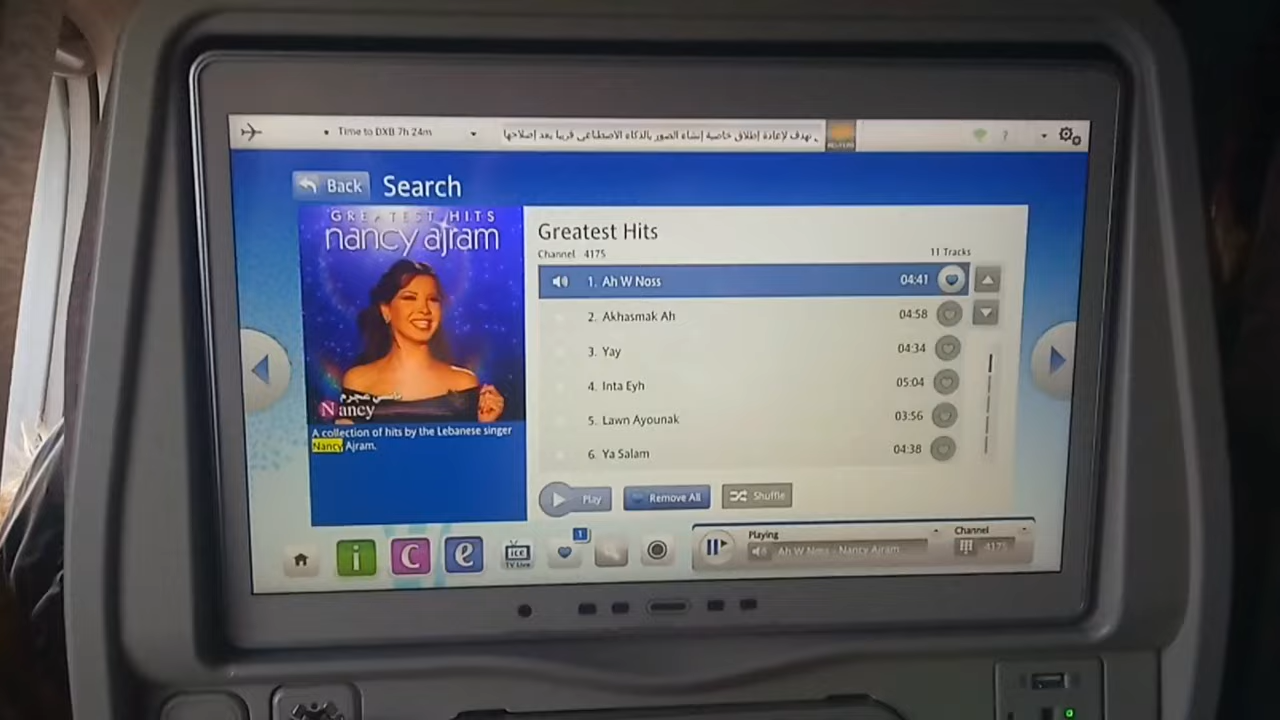 Time to DXB 7h 24m
نهدف لإعادة إطلاق خاصية إنشاء الصور بالذكاء الاصطناعي قريبا بعد إصلاحها
REUTERS
?
Back
Search
GREATEST HITS
nancy ajram
نانسي عجرم
Nancy
A collection of hits by the Lebanese singer
Nancy Ajram.
Greatest Hits
Channel 4175
11 Tracks
1. Ah W Noss 04:41
2. Akhasmak Ah 04:58
3. Yay 04:34
4. Inta Eyh 05:04
5. Lawn Ayounak 03:56
6. Ya Salam 04:38
Play
Remove All
Shuffle
i
C
e
ice
TV Live
1
Playing
Ah W Noss - Nancy Ajram
Channel
4175